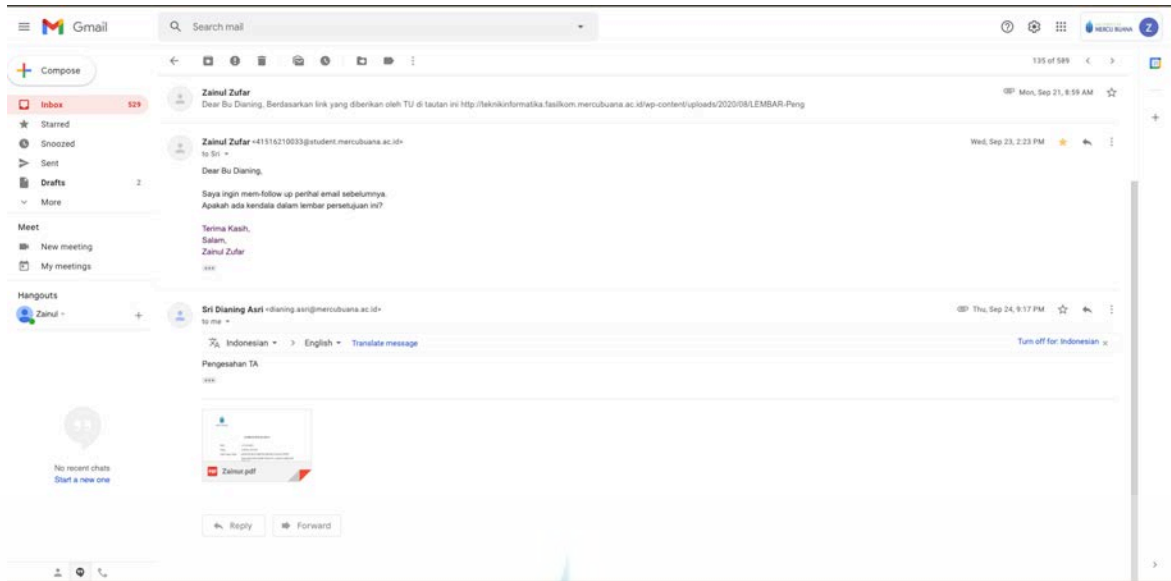 Gmail
Search mail
MERCU BUANA
Z
Compose
135 of 589
Inbox 529
Starred
Snoozed
Sent
Drafts 2
More
Meet
New meeting
My meetings
Hangouts
Zainul
No recent chats
Start a new one
Zainul Zufar
Mon, Sep 21, 8:59 AM
Dear Bu Dianing, Berdasarkan link yang diberikan oleh TU di tautan ini http://teknikinformatika.fasilkom.mercubuana.ac.id/wp-content/uploads/2020/08/LEMBAR-Peng
Zainul Zufar <41516210033@student.mercubuana.ac.id>
Wed, Sep 23, 2:23 PM
to Sri
Dear Bu Dianing,
Saya ingin mem-follow up perihal email sebelumnya.
Apakah ada kendala dalam lembar persetujuan ini?
Terima Kasih,
Salam,
Zainul Zufar
Sri Dianing Asri <dianing.asri@mercubuana.ac.id>
Thu, Sep 24, 9:17 PM
to me
Indonesian > English Translate message
Turn off for: Indonesian x
Pengesahan TA
PDF
Reply
Forward